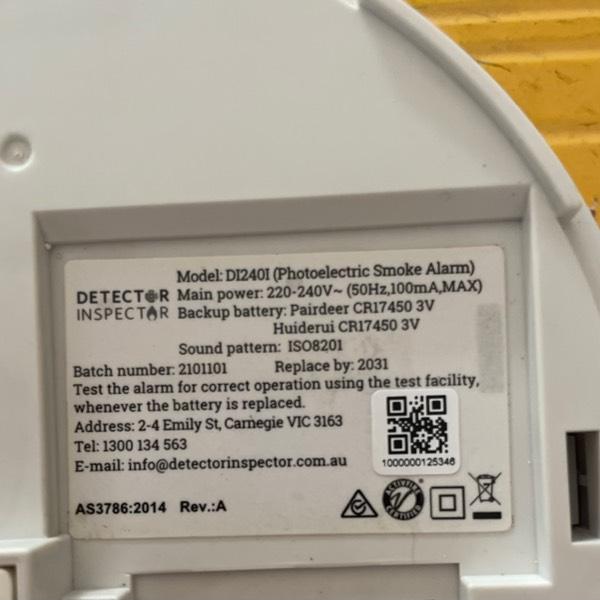 Model: DI240I (Photoelectric Smoke Alarm)
DETECTOR
INSPECTOR
Main power: 220-240V~ (50Hz,100mA,MAX)
Backup battery: Pairdeer CR17450 3V
Huiderui CR17450 3V
Sound pattern: ISO8201
Batch number: 2101101 Replace by: 2031
Test the alarm for correct operation using the test facility,
whenever the battery is replaced.
Address: 2-4 Emily St, Carnegie VIC 3163
Tel: 1300 134 563
E-mail: info@detectorinspector.com.au
1000000125346
AS3786:2014 Rev.:A